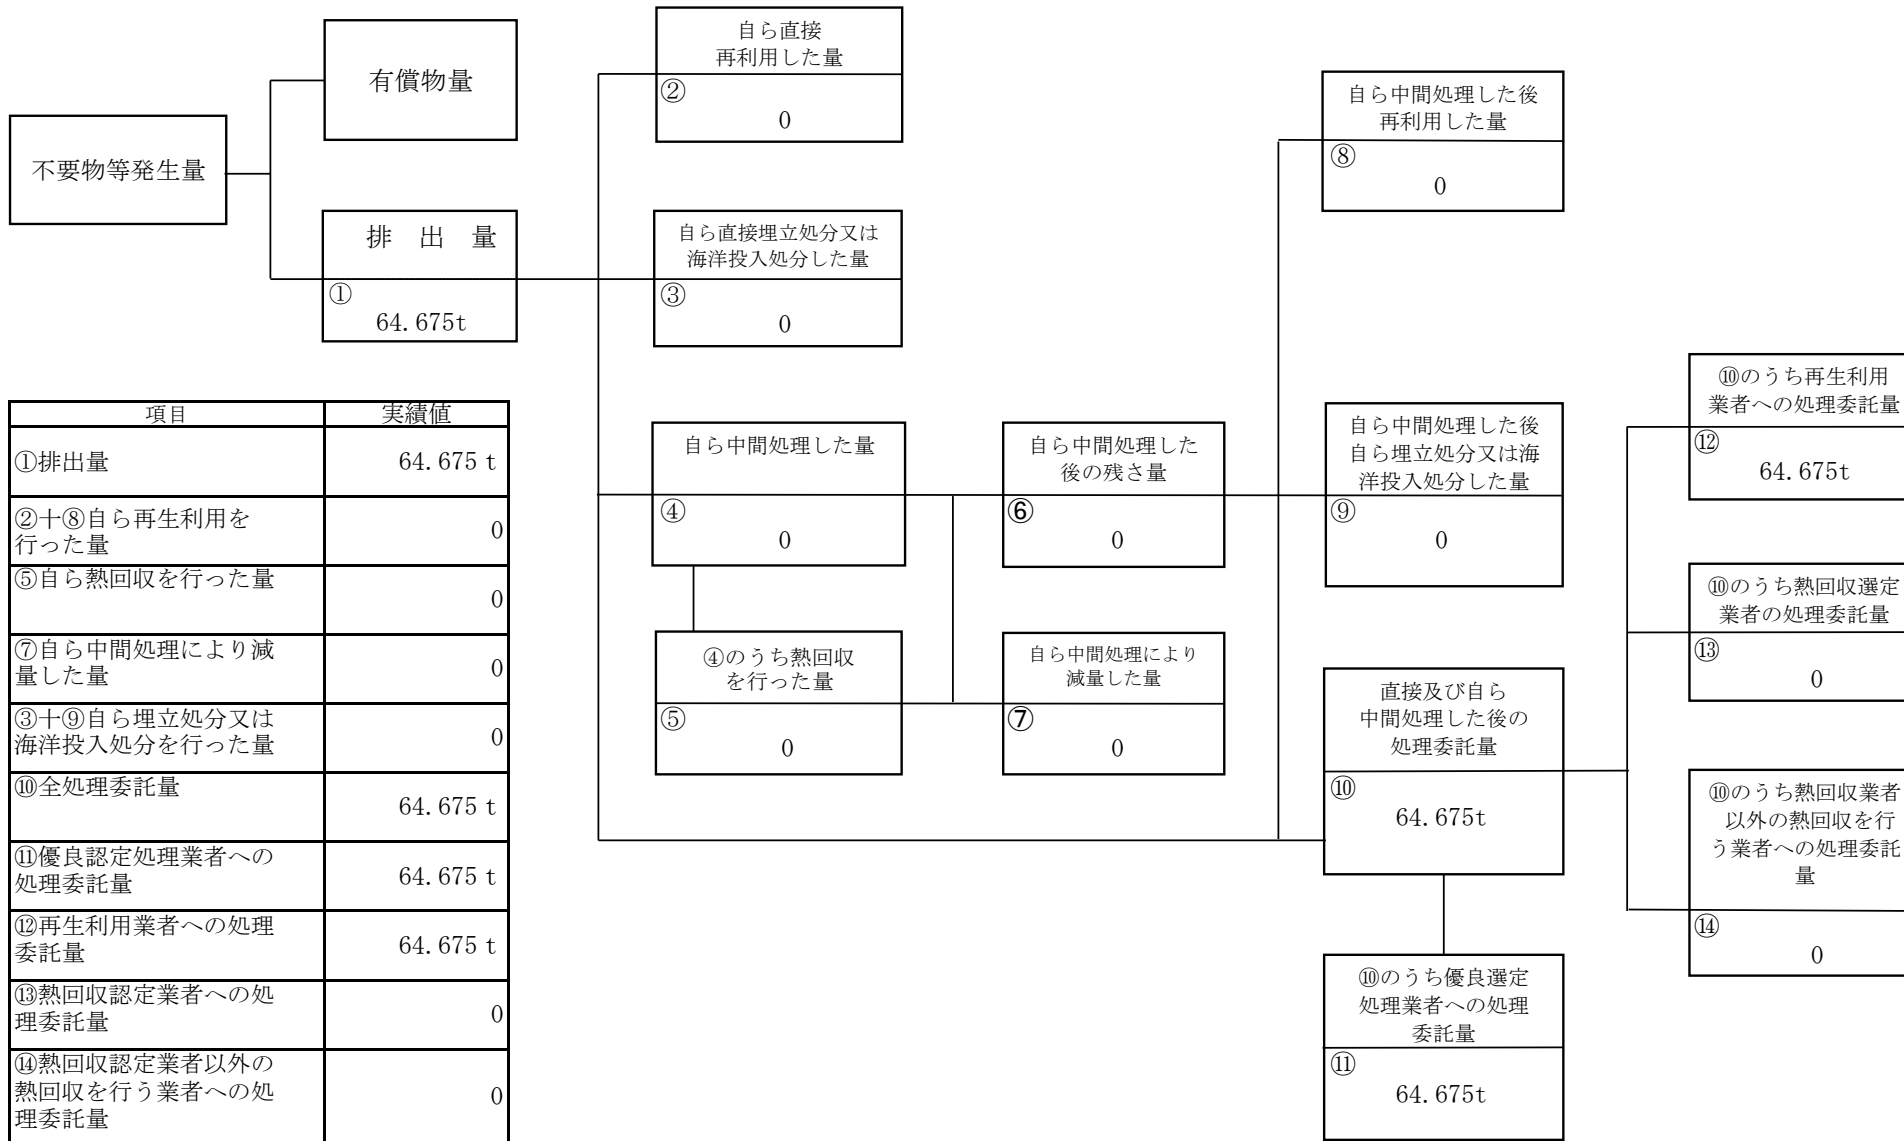 不要物等発生量
有償物量
排　出　量
①
64.675t
自ら直接
再利用した量
②
0
自ら直接埋立処分又は
海洋投入処分した量
③
0
自ら中間処理した量
④
0
④のうち熱回収
を行った量
⑤
0
自ら中間処理した
後の残さ量
⑥
0
自ら中間処理により
減量した量
⑦
0
自ら中間処理した後
再利用した量
⑧
0
自ら中間処理した後
自ら埋立処分又は海
洋投入処分した量
⑨
0
直接及び自ら
中間処理した後の
処理委託量
⑩
64.675t
⑩のうち優良選定
処理業者への処理
委託量
⑪
64.675t
⑩のうち再生利用
業者への処理委託量
⑫
64.675t
⑩のうち熱回収選定
業者の処理委託量
⑬
0
⑩のうち熱回収業者
以外の熱回収を行
う業者への処理委託
量
⑭
0
項目 実績値
①排出量 64.675 t
②十⑧自ら再生利用を
行った量 0
⑤自ら熱回収を行った量
0
⑦自ら中間処理により減
量した量 0
③十⑨自ら埋立処分又は
海洋投入処分を行った量 0
⑩全処理委託量
64.675 t
⑪優良認定処理業者への
処理委託量 64.675 t
⑫再生利用業者への処理
委託量 64.675 t
⑬熱回収認定業者への処
理委託量 0
⑭熱回収認定業者以外の
熱回収を行う業者への処
理委託量 0